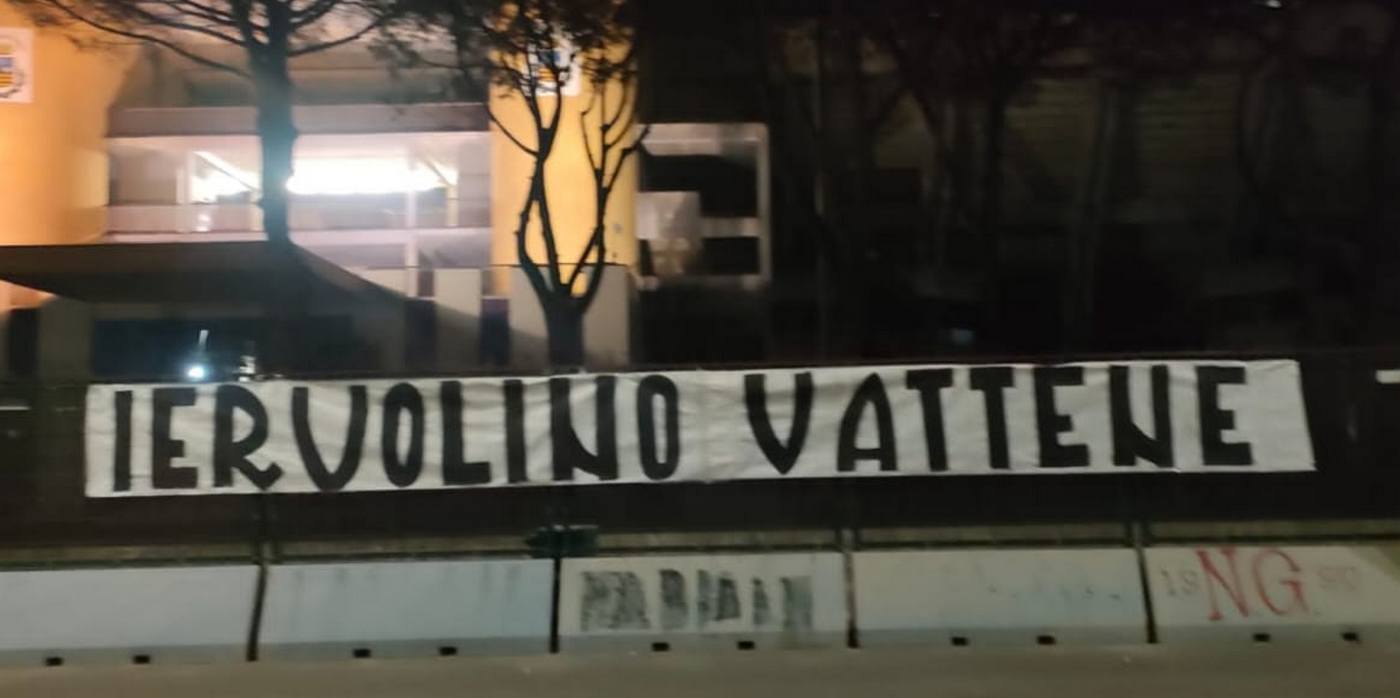 IERVOLINO VATTENE
NG